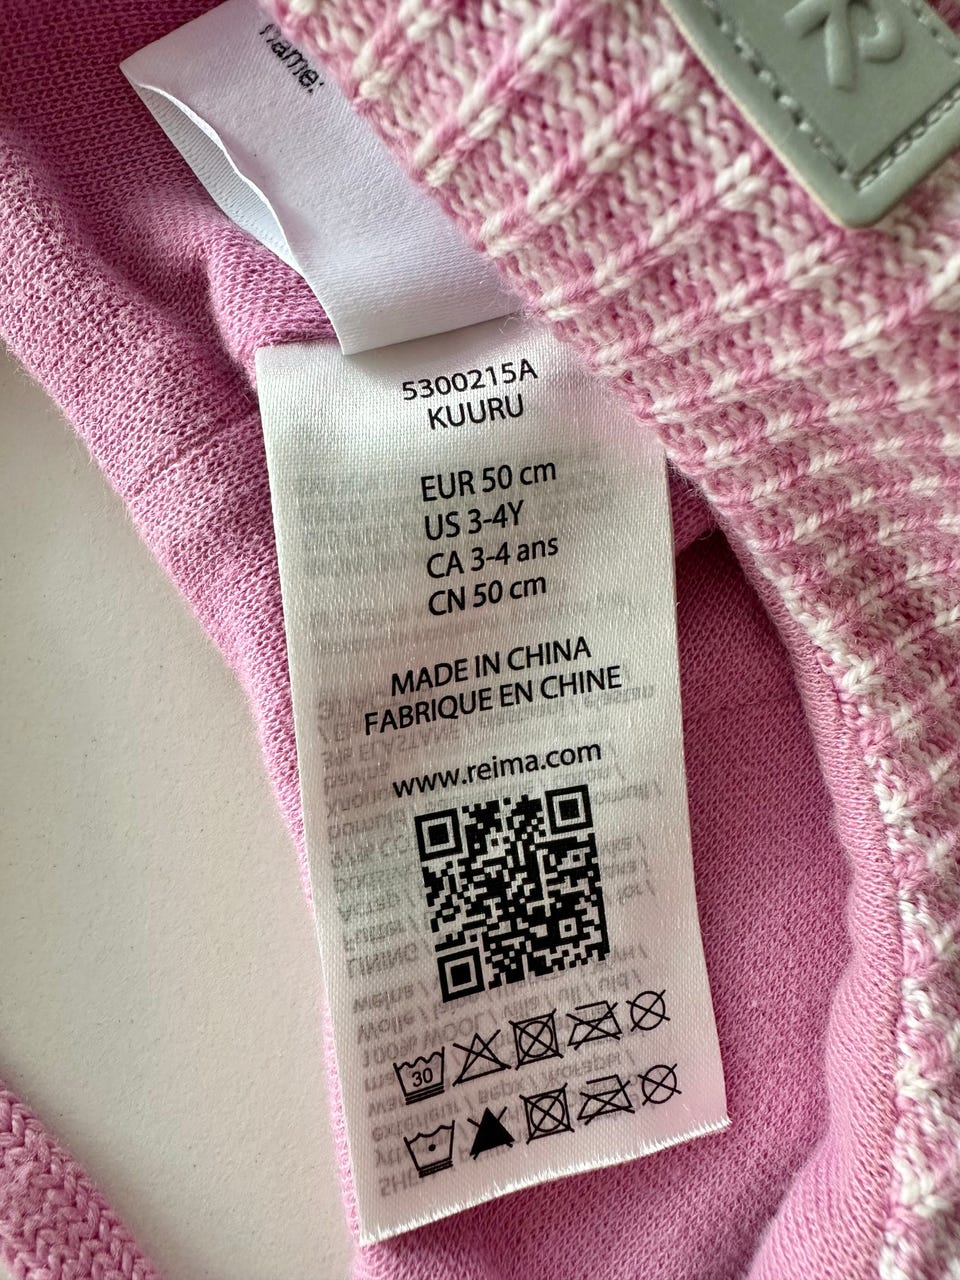 name:
R
5300215A
KUURU
EUR 50 cm
US 3-4Y
CA 3-4 ans
CN 50 cm
MADE IN CHINA
FABRIQUE EN CHINE
www.reima.com
30